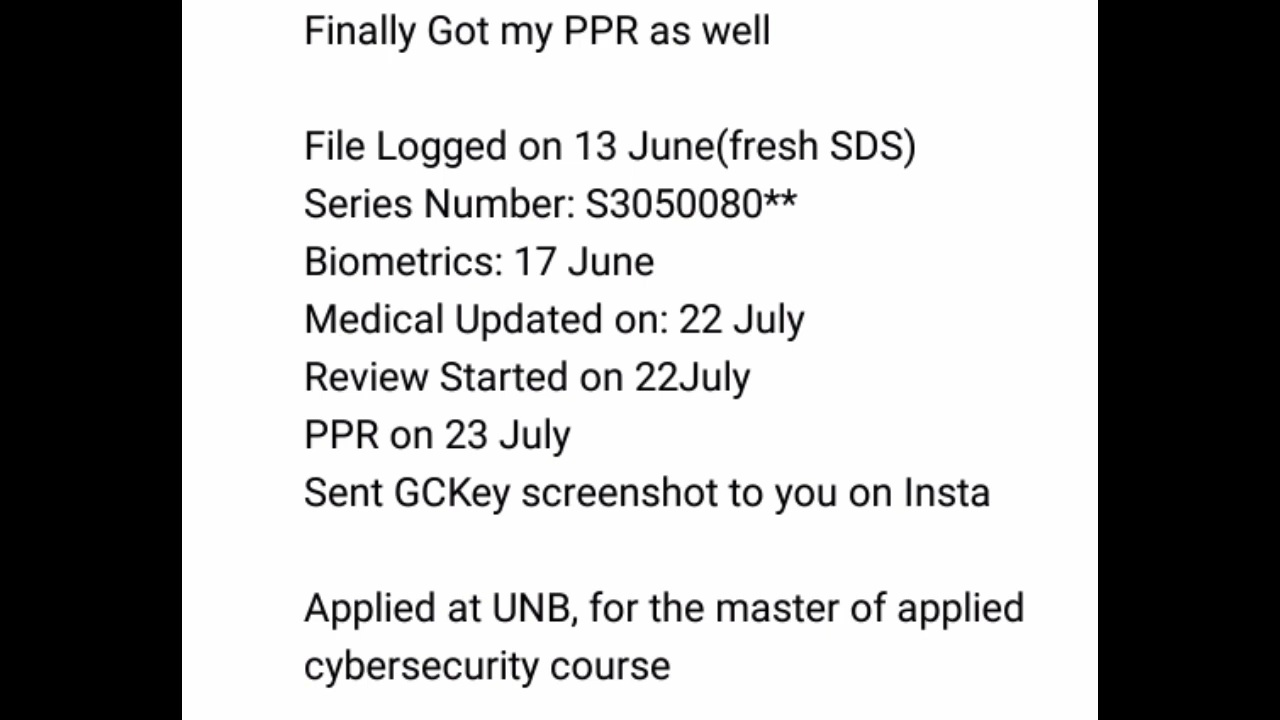 Finally Got my PPR as well
File Logged on 13 June(fresh SDS)
Series Number: S3050080**
Biometrics: 17 June
Medical Updated on: 22 July
Review Started on 22July
PPR on 23 July
Sent GCKey screenshot to you on Insta
Applied at UNB, for the master of applied
cybersecurity course